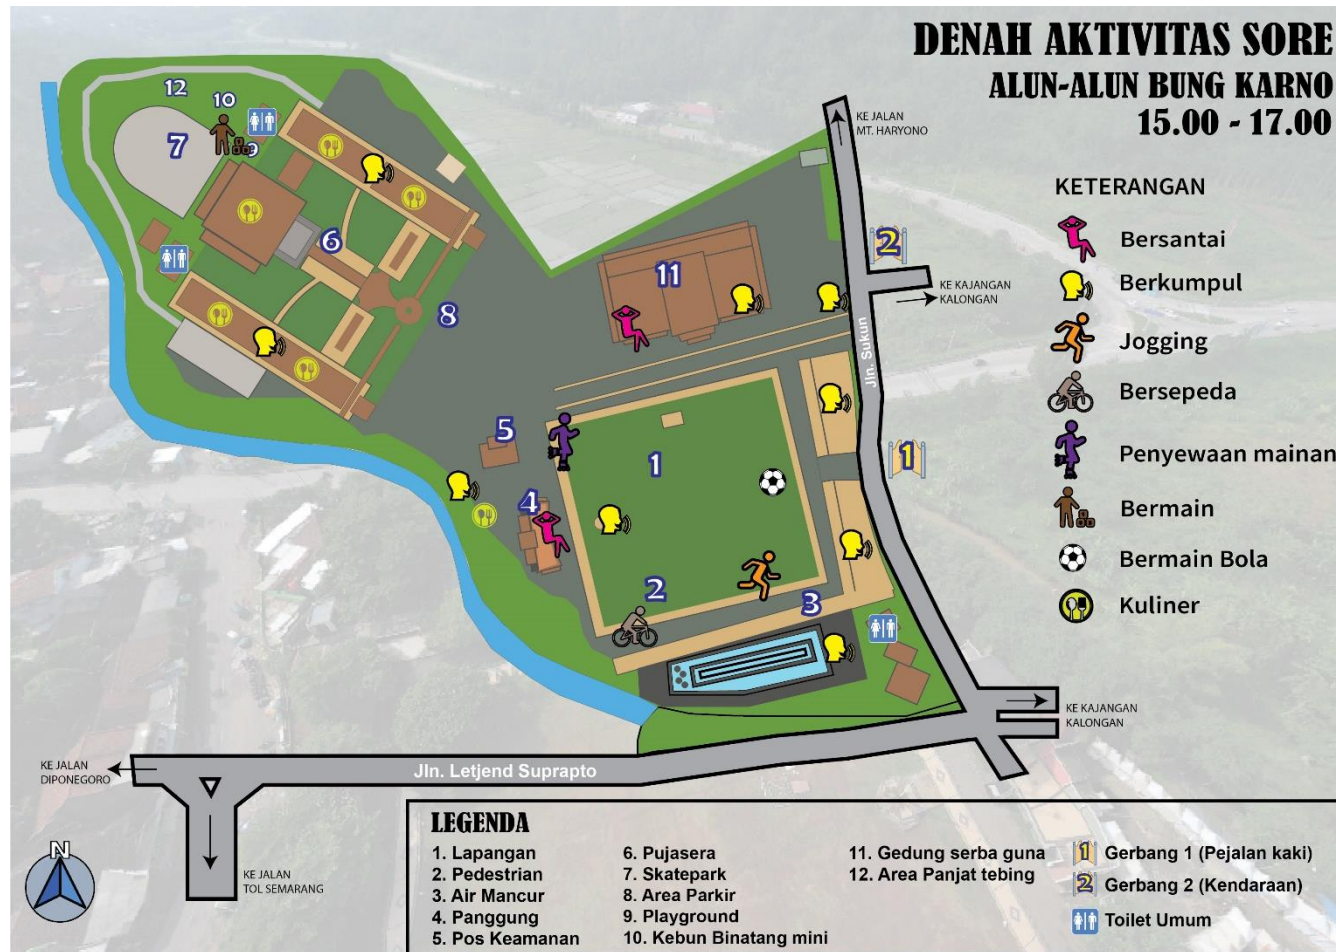 DENAH AKTIVITAS SORE
ALUN-ALUN BUNG KARNO
15.00 - 17.00
KETERANGAN
Bersantai
Berkumpul
Jogging
Bersepeda
Penyewaan mainan
Bermain
Bermain Bola
Kuliner
KE JALAN
MT. HARYONO
2
KE KAJANGAN
KALONGAN
Jln. Sukun
1
12
10
7
9
6
8
11
5
1
4
2
3
KE KAJANGAN
KALONGAN
KE JALAN
DIPONEGORO
Jln. Letjend Suprapto
KE JALAN
TOL SEMARANG
N
LEGENDA
1. Lapangan
2. Pedestrian
3. Air Mancur
4. Panggung
5. Pos Keamanan
6. Pujasera
7. Skatepark
8. Area Parkir
9. Playground
10. Kebun Binatang mini
11. Gedung serba guna
12. Area Panjat tebing
1 Gerbang 1 (Pejalan kaki)
2 Gerbang 2 (Kendaraan)
Toilet Umum